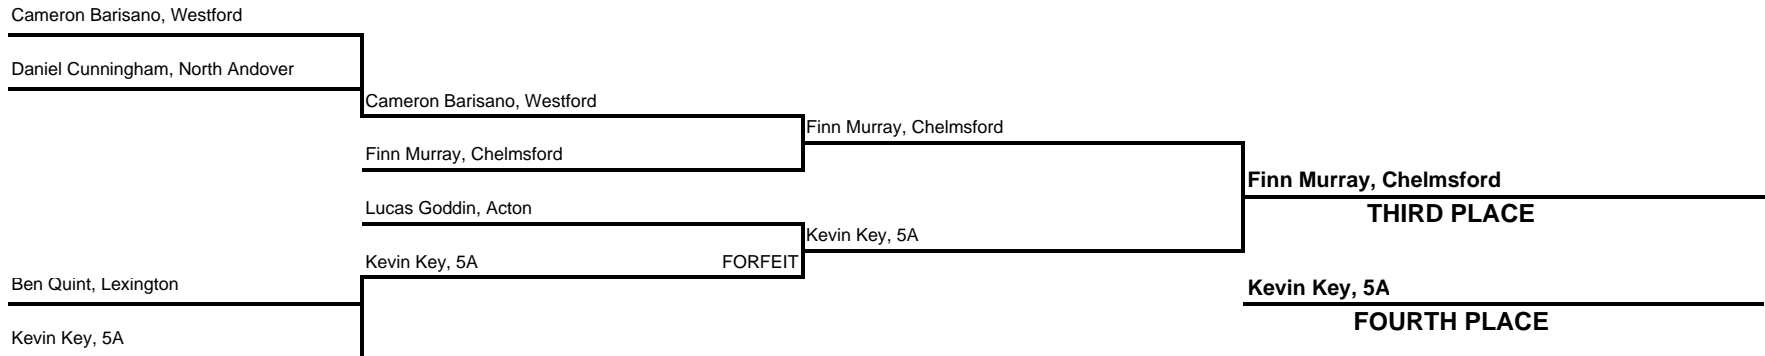 Cameron Barisano, Westford
Daniel Cunningham, North Andover
Cameron Barisano, Westford
Finn Murray, Chelmsford
Finn Murray, Chelmsford
Finn Murray, Chelmsford
THIRD PLACE
Lucas Goddin, Acton
Kevin Key, 5A
Kevin Key, 5A FORFEIT
Ben Quint, Lexington
Kevin Key, 5A
FOURTH PLACE
Kevin Key, 5A